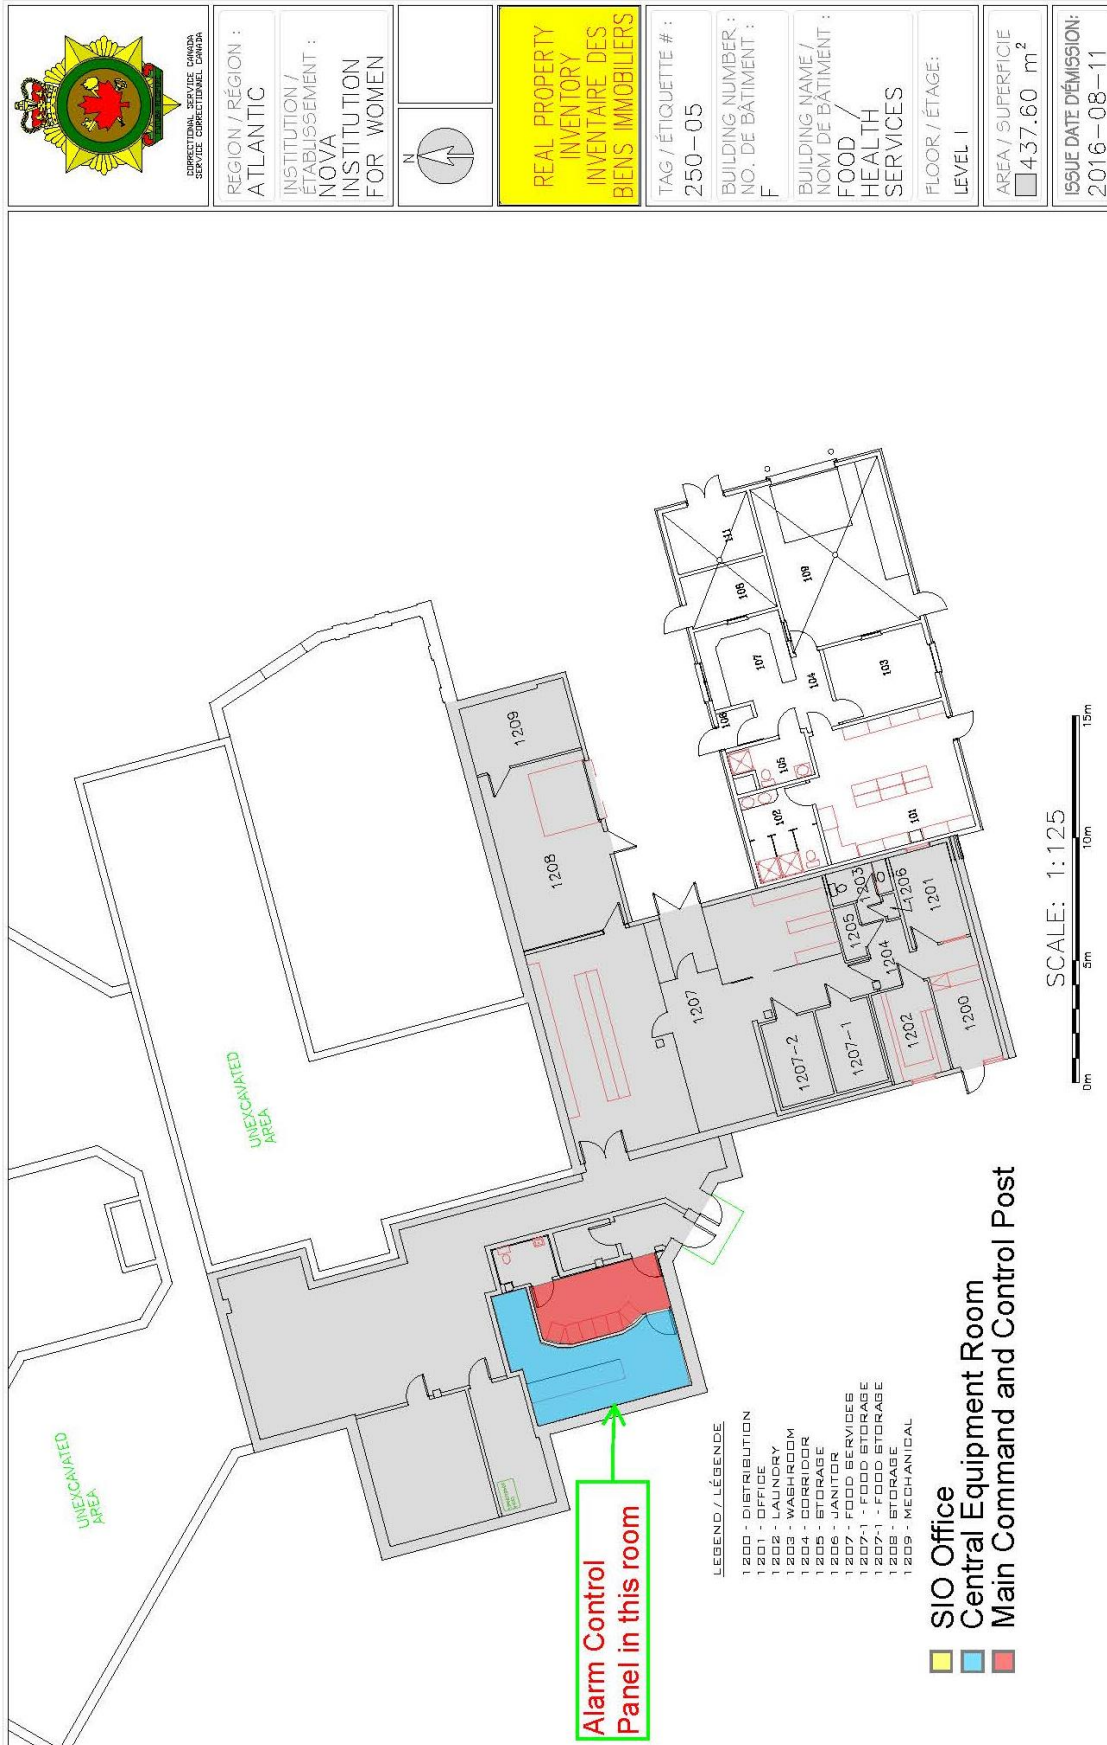 CORRECTIONAL SERVICE CANADA
SERVICE CORRECTIONNEL CANADA
REGION / RÉGION :
ATLANTIC
INSTITUTION /
ÉTABLISSEMENT :
NOVA
INSTITUTION
FOR WOMEN
N
REAL PROPERTY
INVENTORY
INVENTAIRE DES
BIENS IMMOBILIERS
TAG / ÉTIQUETTE # :
250-05
BUILDING NUMBER :
NO. DE BÂTIMENT :
F
BUILDING NAME /
NOM DE BÂTIMENT :
FOOD /
HEALTH
SERVICES
FLOOR / ÉTAGE:
LEVEL 1
AREA / SUPERFICIE
437.60 m²
ISSUE DATE D'ÉMISSION:
2016-08-11
UNEXCAVATED
AREA
UNEXCAVATED
AREA
1209
1208
1207
1207-2
1207-1
1205
1203
1206
1204
1201
1202
1200
111
108
109
107
104
103
106
105
102
101
Alarm Control
Panel in this room
LEGEND / LÉGENDE
1200 - DISTRIBUTION
1201 - OFFICE
1202 - LAUNDRY
1203 - WASHROOM
1204 - CORRIDOR
1205 - STORAGE
1206 - JANITOR
1207 - FOOD SERVICES
1207-1 - FOOD STORAGE
1207-1 - FOOD STORAGE
1208 - STORAGE
1209 - MECHANICAL
SIO Office
Central Equipment Room
Main Command and Control Post
SCALE: 1:125
0m 5m 10m 15m